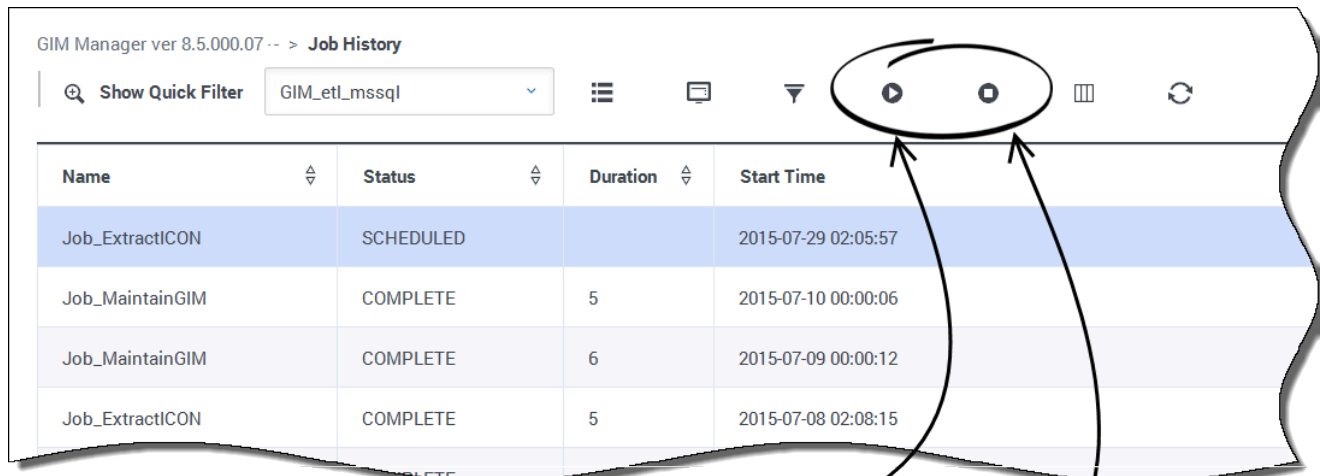 GIM Manager ver 8.5.000.07 -- > Job History
Show Quick Filter GIM_etl_mssql
Name Status Duration Start Time
Job_ExtractICON SCHEDULED 2015-07-29 02:05:57
Job_MaintainGIM COMPLETE 5 2015-07-10 00:00:06
Job_MaintainGIM COMPLETE 6 2015-07-09 00:00:12
Job_ExtractICON COMPLETE 5 2015-07-08 02:08:15